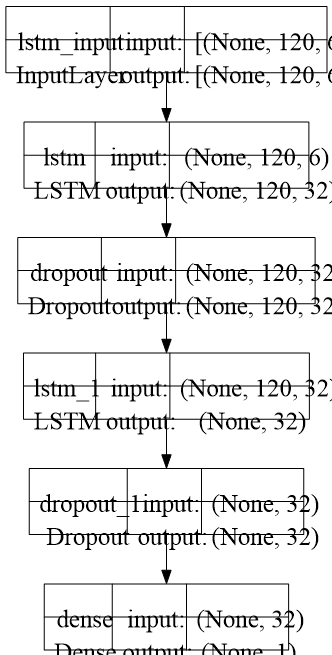 lstm_input input: [(None, 120, 6
InputLayer output: [(None, 120, 6
lstm input: (None, 120, 6)
LSTM output: (None, 120, 32)
dropout input: (None, 120, 32
Dropout output: (None, 120, 32
lstm_1 input: (None, 120, 32)
LSTM output: (None, 32)
dropout_1 input: (None, 32)
Dropout output: (None, 32)
dense input: (None, 32)
Dense output: (None, 1)